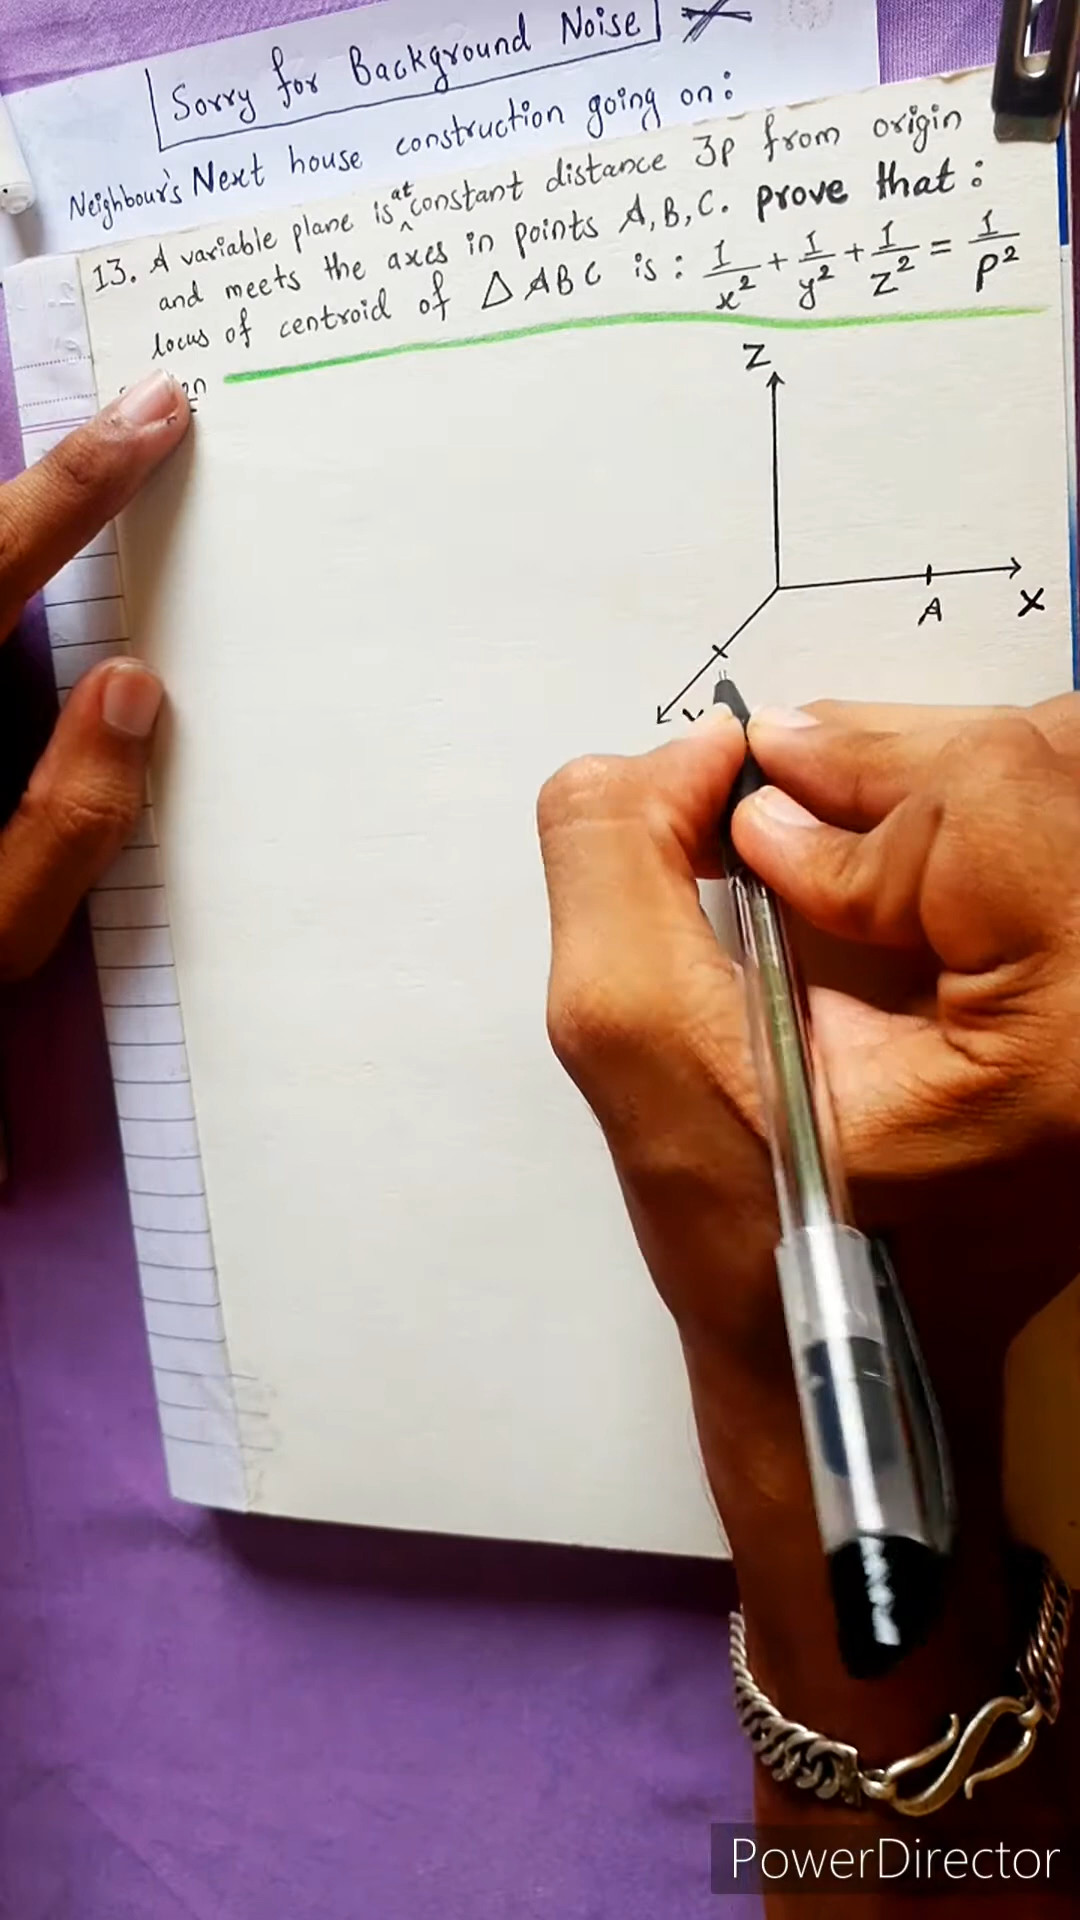 Sorry for Background Noise
Neighbour's Next house construction going on:
13. A variable plane is at constant distance 3p from origin
and meets the axes in points A, B, C. prove that:
locus of centroid of △ ABC is: 1/x² + 1/y² + 1/z² = 1/p²
Z
A
X
PowerDirector